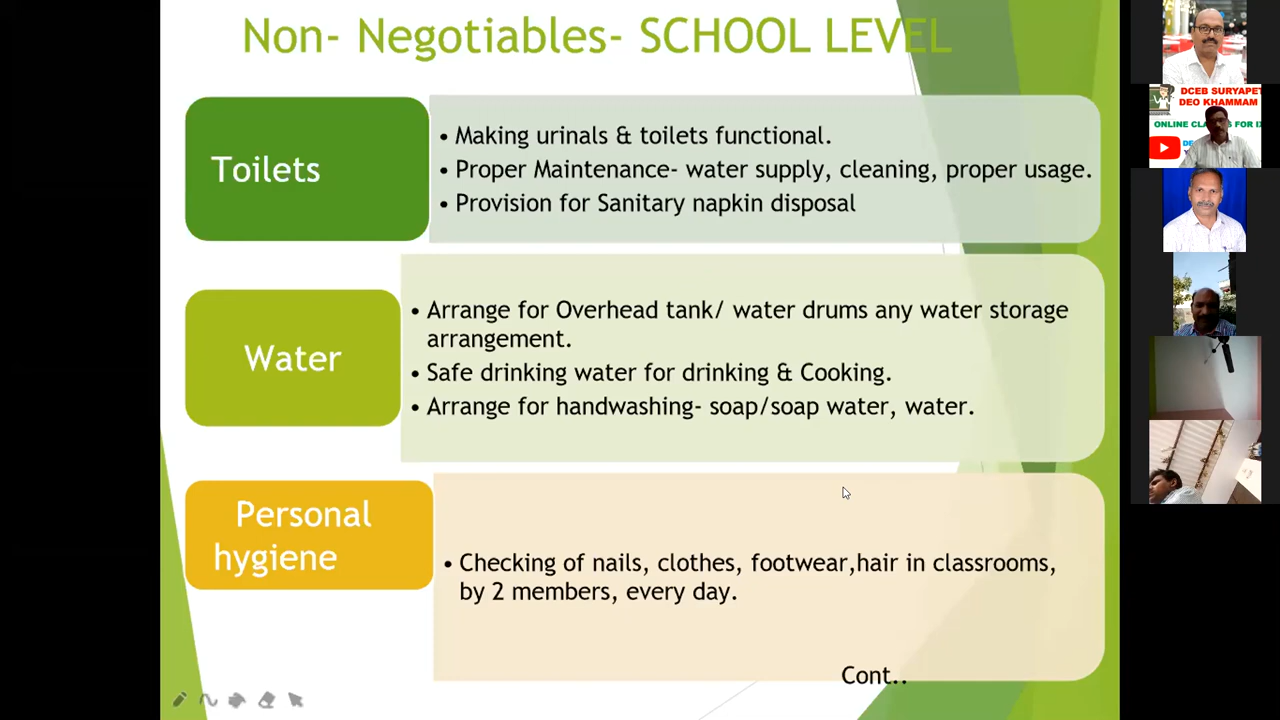 Non- Negotiables- SCHOOL LEVEL
Toilets
• Making urinals & toilets functional.
• Proper Maintenance- water supply, cleaning, proper usage.
• Provision for Sanitary napkin disposal
Water
• Arrange for Overhead tank/ water drums any water storage
arrangement.
• Safe drinking water for drinking & Cooking.
• Arrange for handwashing- soap/soap water, water.
Personal
hygiene
• Checking of nails, clothes, footwear,hair in classrooms,
by 2 members, every day.
Cont..
DCEB SURYAPET
DEO KHAMMAM
ONLINE
FOR